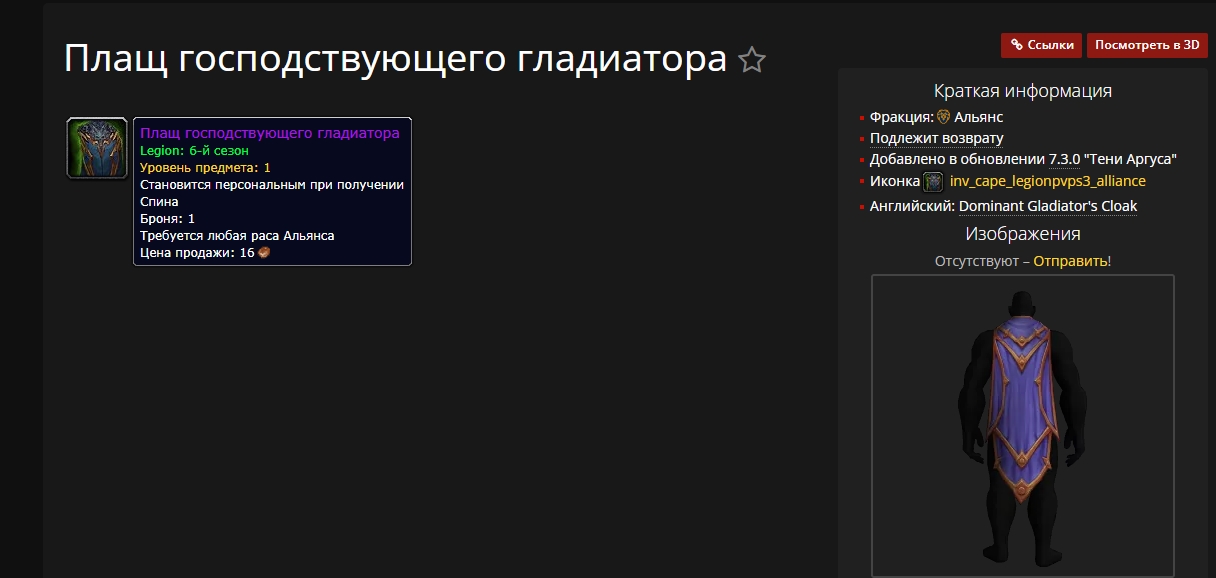 Плащ господствующего гладиатора
Плащ господствующего гладиатора
Legion: 6-й сезон
Уровень предмета: 1
Становится персональным при получении
Спина
Броня: 1
Требуется любая раса Альянса
Цена продажи: 16
Ссылки
Посмотреть в 3D
Краткая информация
Фракция: Альянс
Подлежит возврату
Добавлено в обновлении 7.3.0 "Тени Аргуса"
Иконка inv_cape_legionpvps3_alliance
Английский: Dominant Gladiator's Cloak
Изображения
Отсутствуют – Отправить!